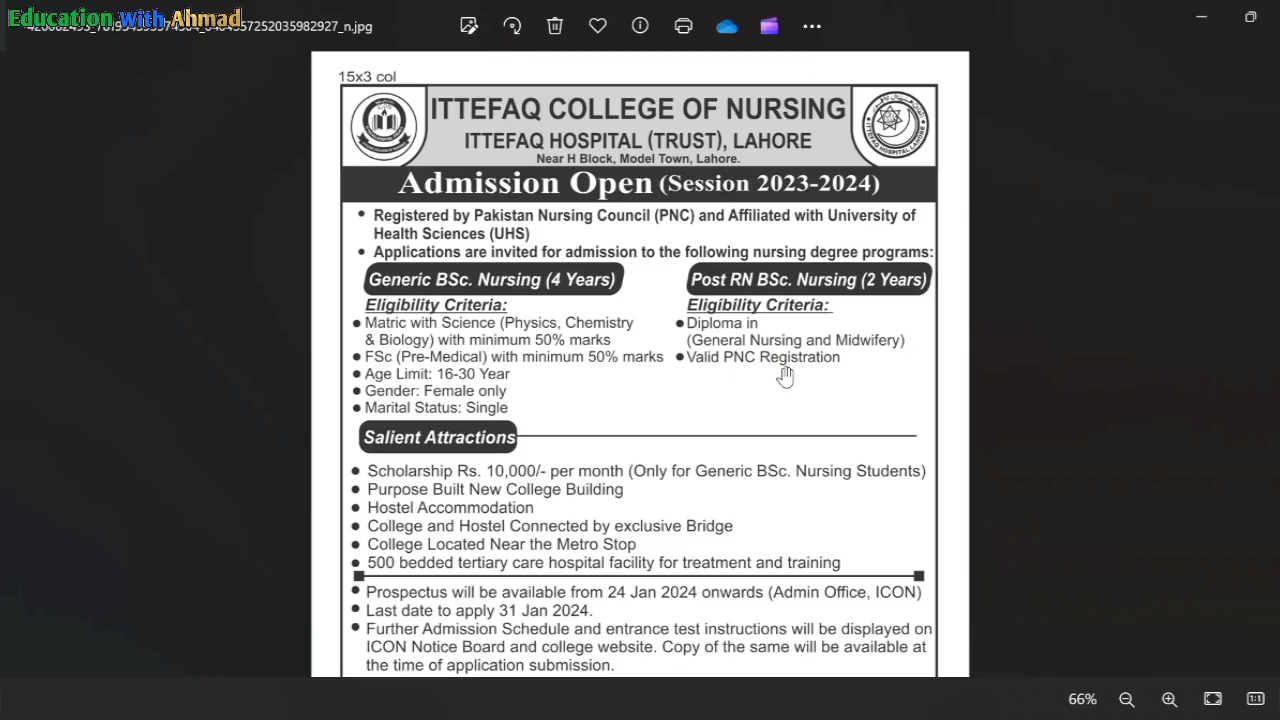 Education With Ahmad
_n.jpg
15x3 col
ITTEFAQ COLLEGE OF NURSING
ITTEFAQ HOSPITAL (TRUST), LAHORE
Near H Block, Model Town, Lahore.
Admission Open (Session 2023-2024)
• Registered by Pakistan Nursing Council (PNC) and Affiliated with University of
Health Sciences (UHS)
• Applications are invited for admission to the following nursing degree programs:
Generic BSc. Nursing (4 Years)
Eligibility Criteria:
• Matric with Science (Physics, Chemistry
& Biology) with minimum 50% marks
• FSc (Pre-Medical) with minimum 50% marks
• Age Limit: 16-30 Year
• Gender: Female only
• Marital Status: Single
Post RN BSc. Nursing (2 Years)
Eligibility Criteria:
• Diploma in
(General Nursing and Midwifery)
• Valid PNC Registration
Salient Attractions
• Scholarship Rs. 10,000/- per month (Only for Generic BSc. Nursing Students)
• Purpose Built New College Building
• Hostel Accommodation
• College and Hostel Connected by exclusive Bridge
• College Located Near the Metro Stop
• 500 bedded tertiary care hospital facility for treatment and training
• Prospectus will be available from 24 Jan 2024 onwards (Admin Office, ICON)
• Last date to apply 31 Jan 2024.
• Further Admission Schedule and entrance test instructions will be displayed on
ICON Notice Board and college website. Copy of the same will be available at
the time of application submission.
66%
1:1